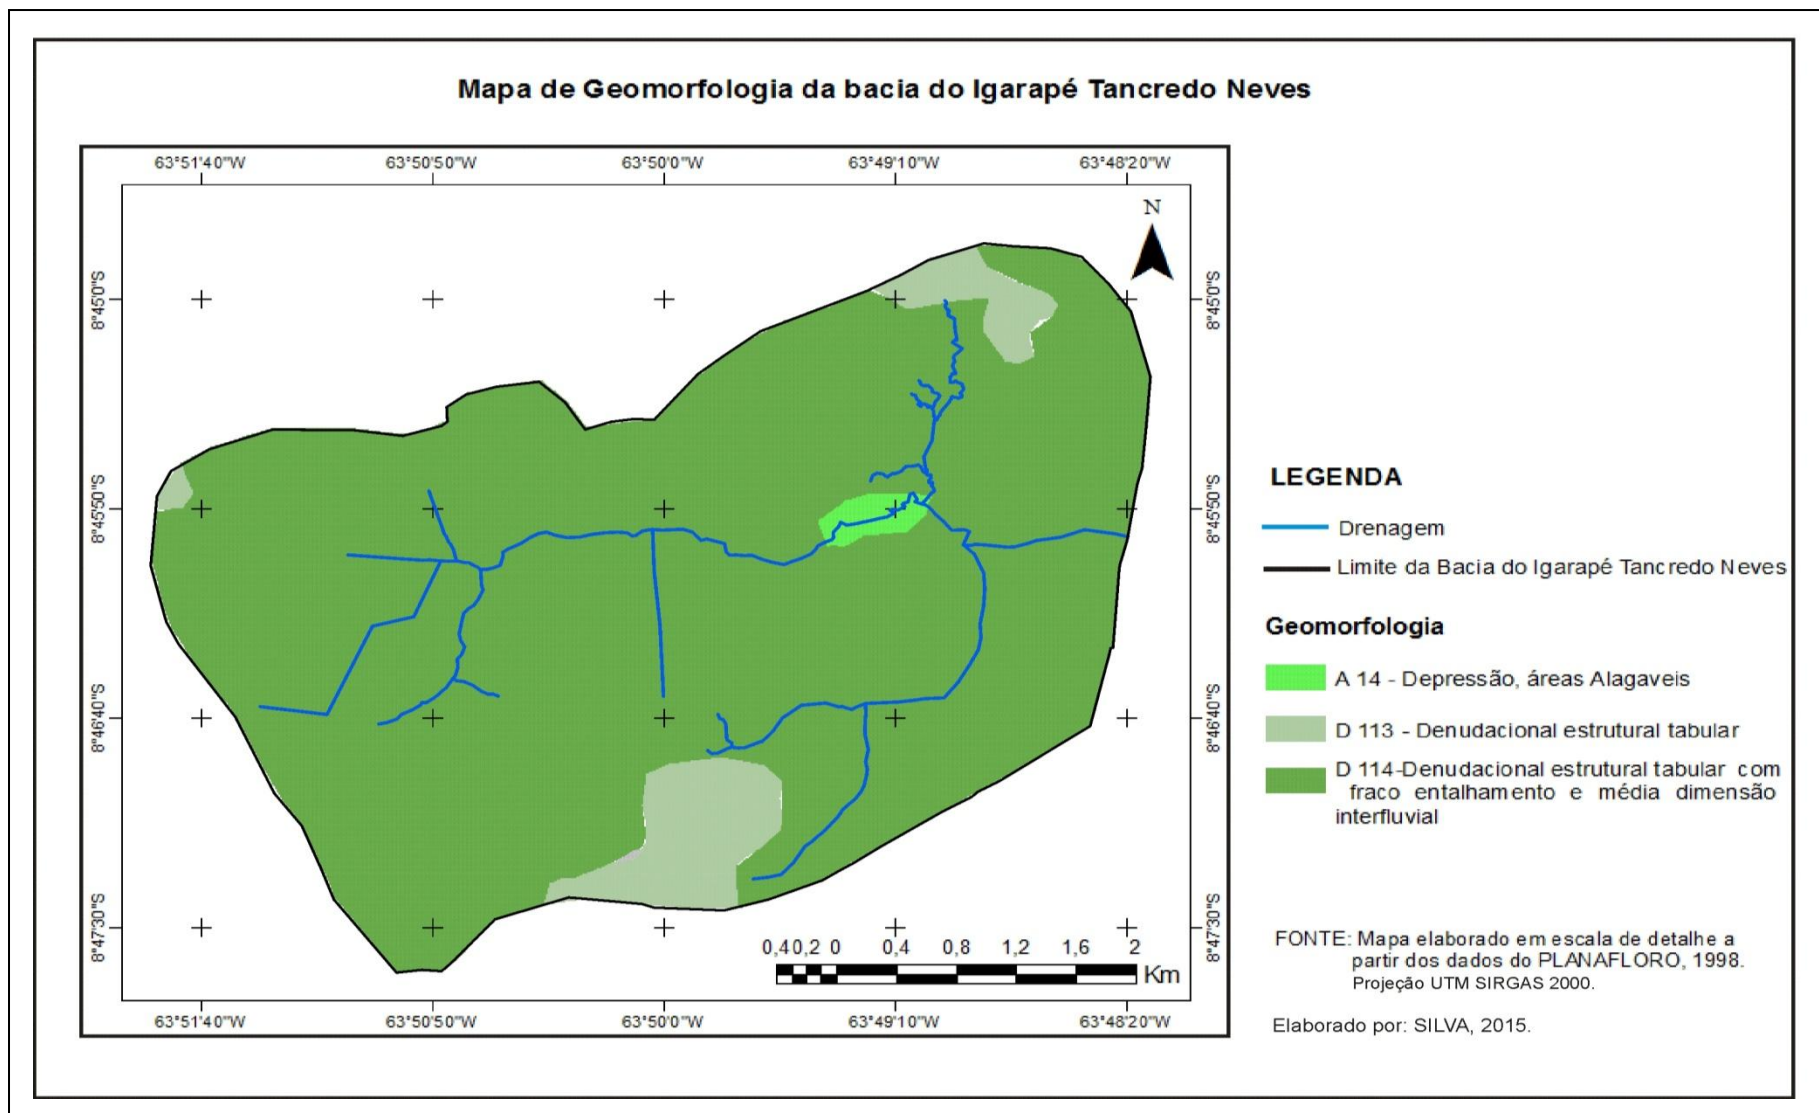 Mapa de Geomorfologia da bacia do Igarapé Tancredo Neves
63°51'40"W 63°50'50"W 63°50'0"W 63°49'10"W 63°48'20"W
N
8°45'0"S 8°45'0"S
8°45'50"S 8°45'50"S
8°46'40"S 8°46'40"S
8°47'30"S 8°47'30"S
0,4 0,2 0 0,4 0,8 1,2 1,6 2
Km
63°51'40"W 63°50'50"W 63°50'0"W 63°49'10"W 63°48'20"W
LEGENDA
Drenagem
Limite da Bacia do Igarapé Tancredo Neves
Geomorfologia
A 14 - Depressão, áreas Alagaveis
D 113 - Denudacional estrutural tabular
D 114-Denudacional estrutural tabular com
fraco entalhamento e média dimensão
interfluvial
FONTE: Mapa elaborado em escala de detalhe a
partir dos dados do PLANAFLORO, 1998.
Projeção UTM SIRGAS 2000.
Elaborado por: SILVA, 2015.